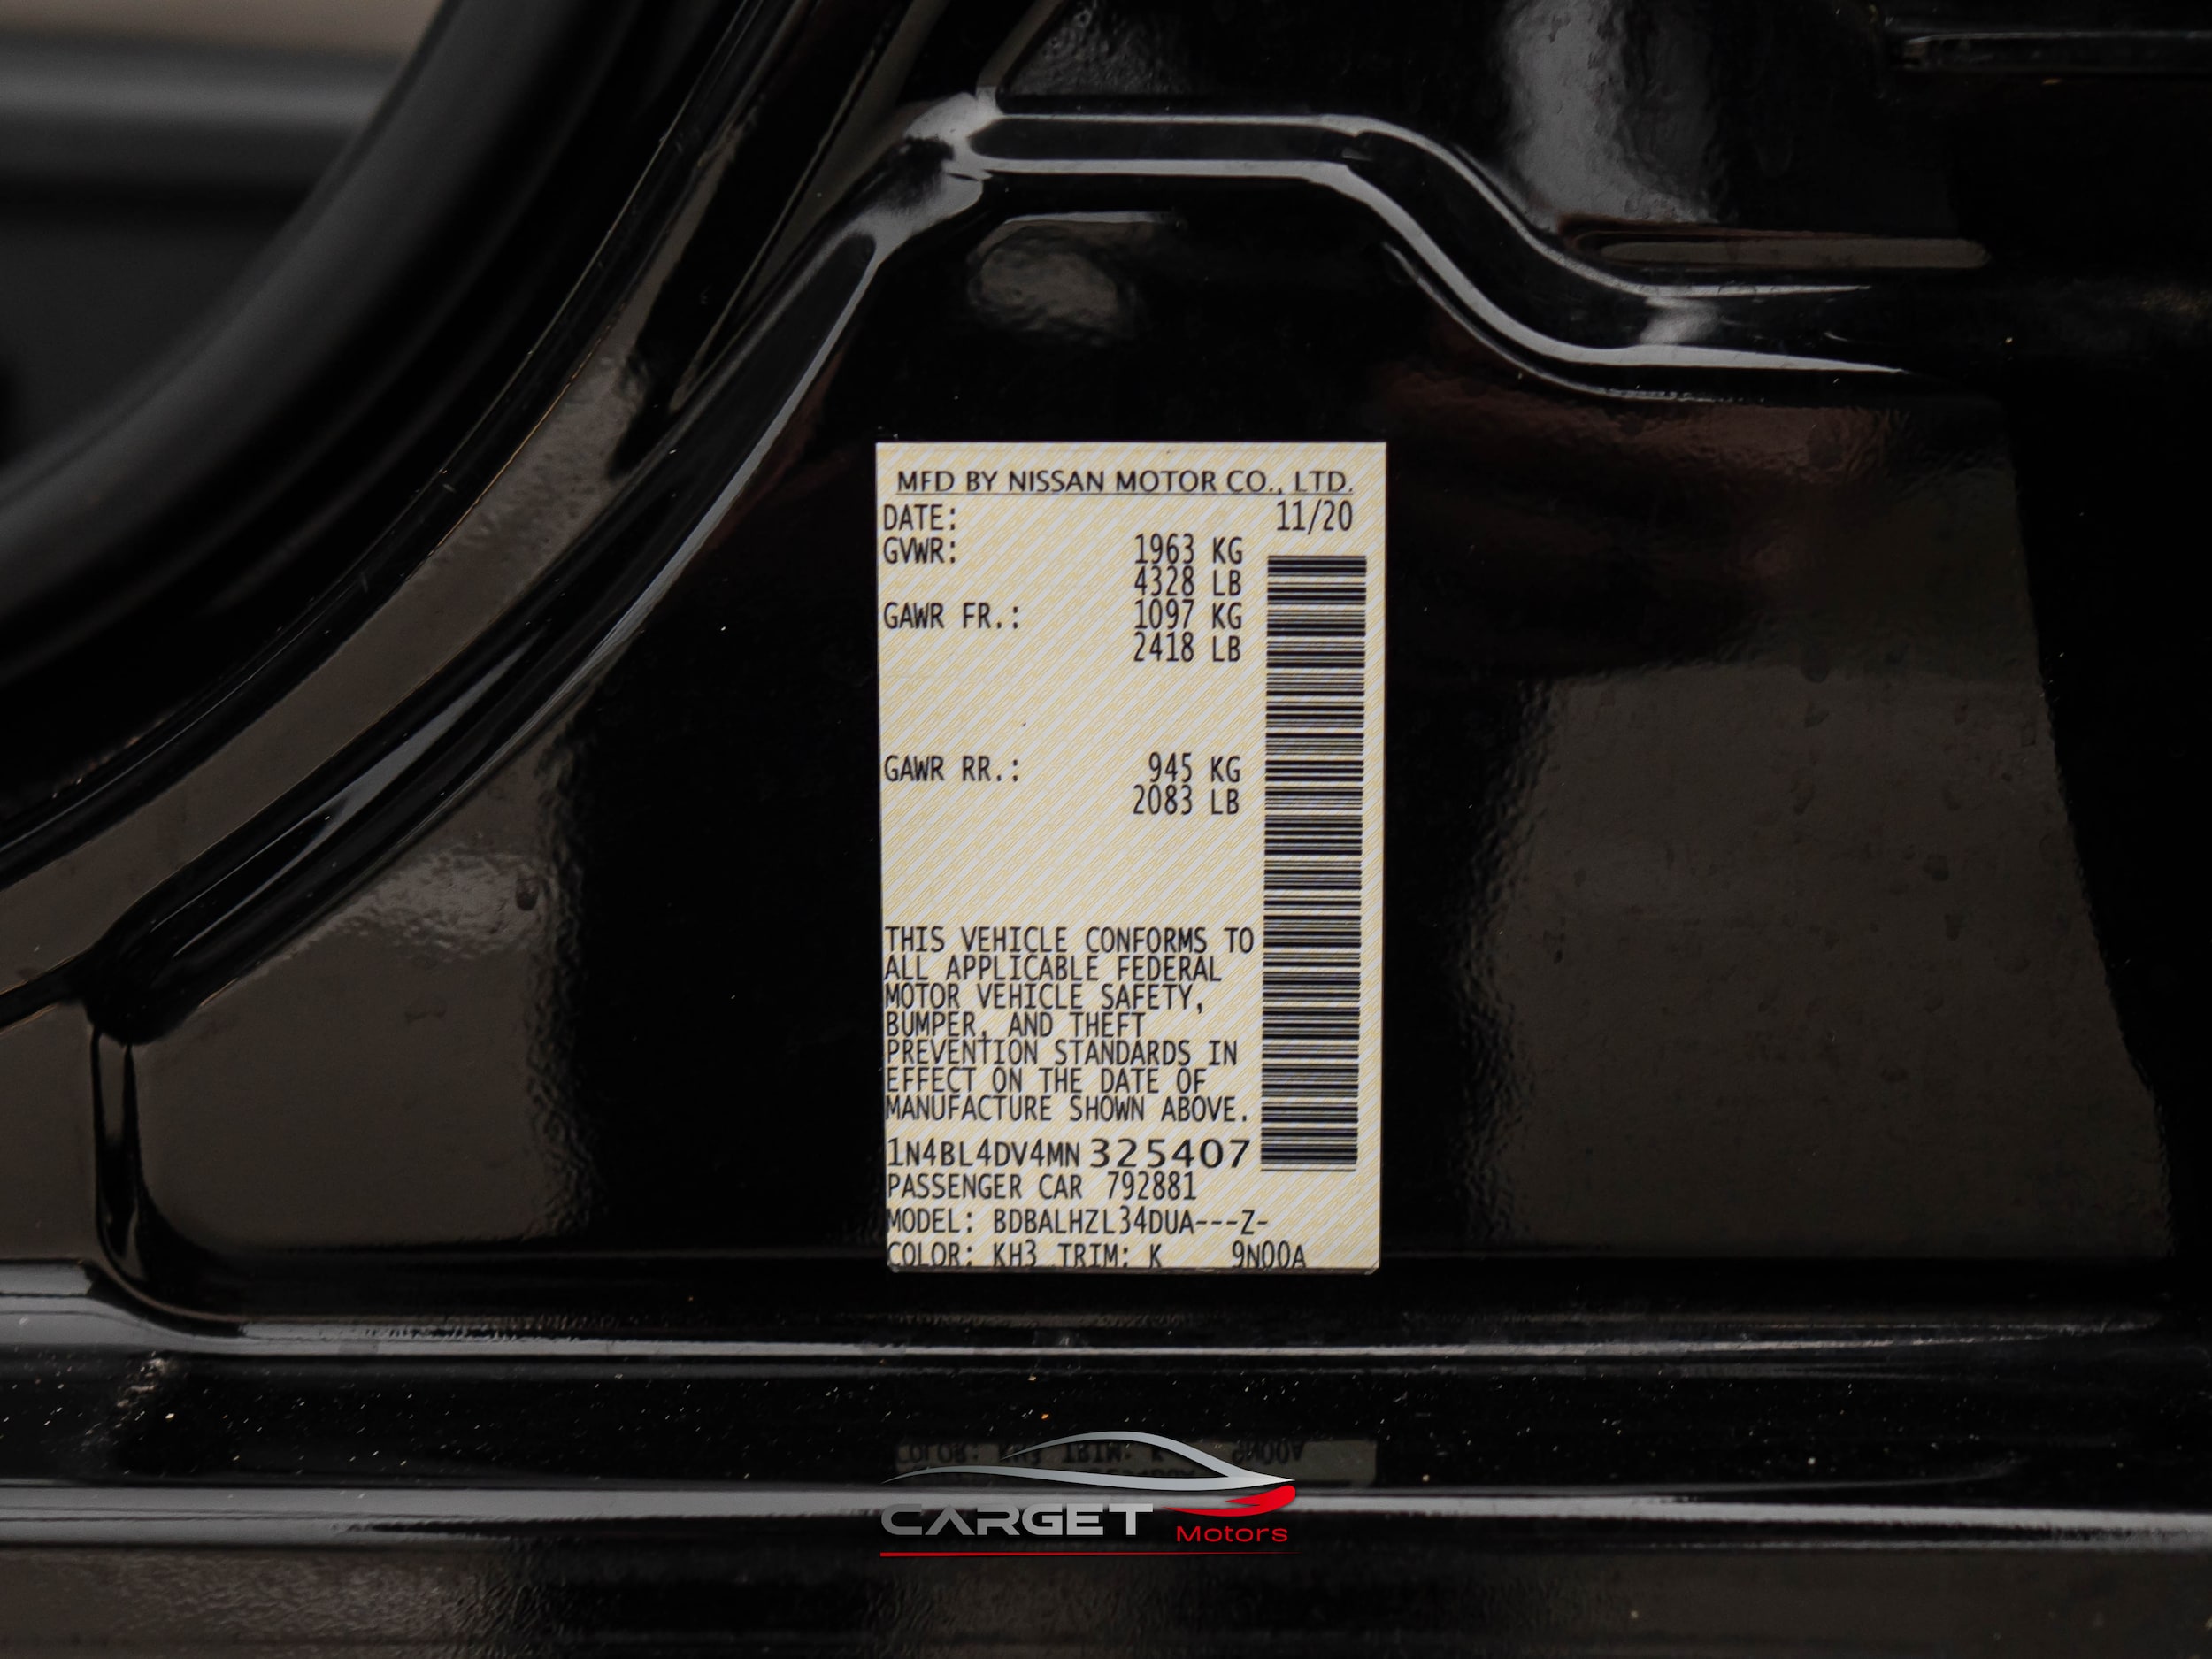 MFD BY NISSAN MOTOR CO., LTD.
DATE: 11/20
GVWR: 1963 KG
4328 LB
GAWR FR.: 1097 KG
2418 LB
GAWR RR.: 945 KG
2083 LB
THIS VEHICLE CONFORMS TO
ALL APPLICABLE FEDERAL
MOTOR VEHICLE SAFETY,
BUMPER, AND THEFT
PREVENTION STANDARDS IN
EFFECT ON THE DATE OF
MANUFACTURE SHOWN ABOVE.
1N4BL4DV4MN 325407
PASSENGER CAR 792881
MODEL: BDBALHZL34DUA---Z-
COLOR: KH3 TRIM: K 9N00A
CARGET
Motors